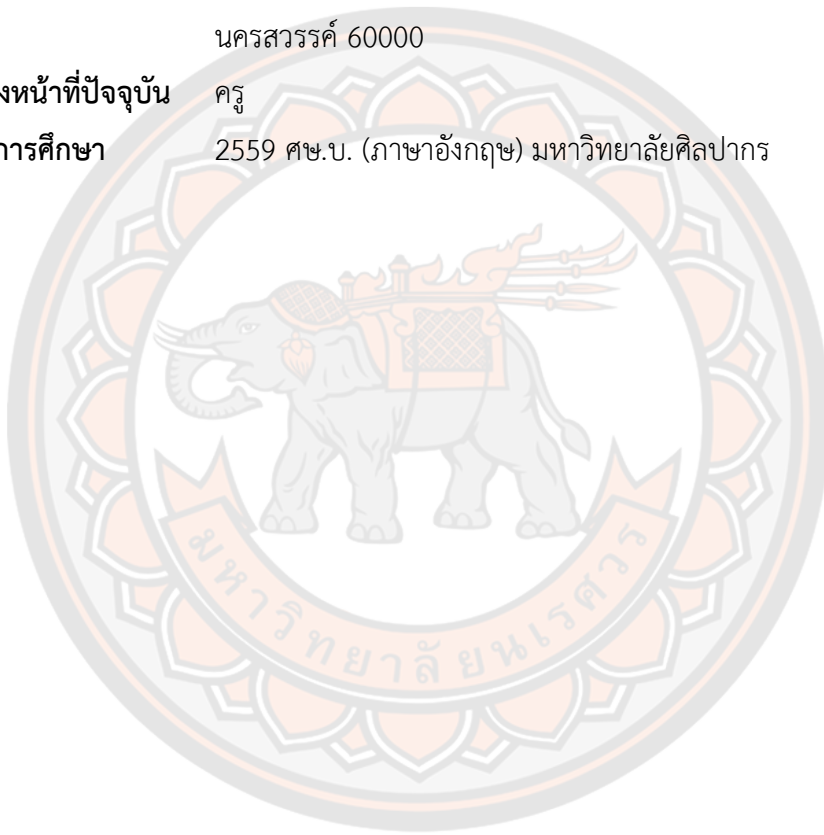 นครสวรรค์ 60000
งหน้าที่ปัจจุบัน ครู
การศึกษา 2559 ศษ.บ. (ภาษาอังกฤษ) มหาวิทยาลัยศิลปากร
มหาวิทยาลัยนเรศวร